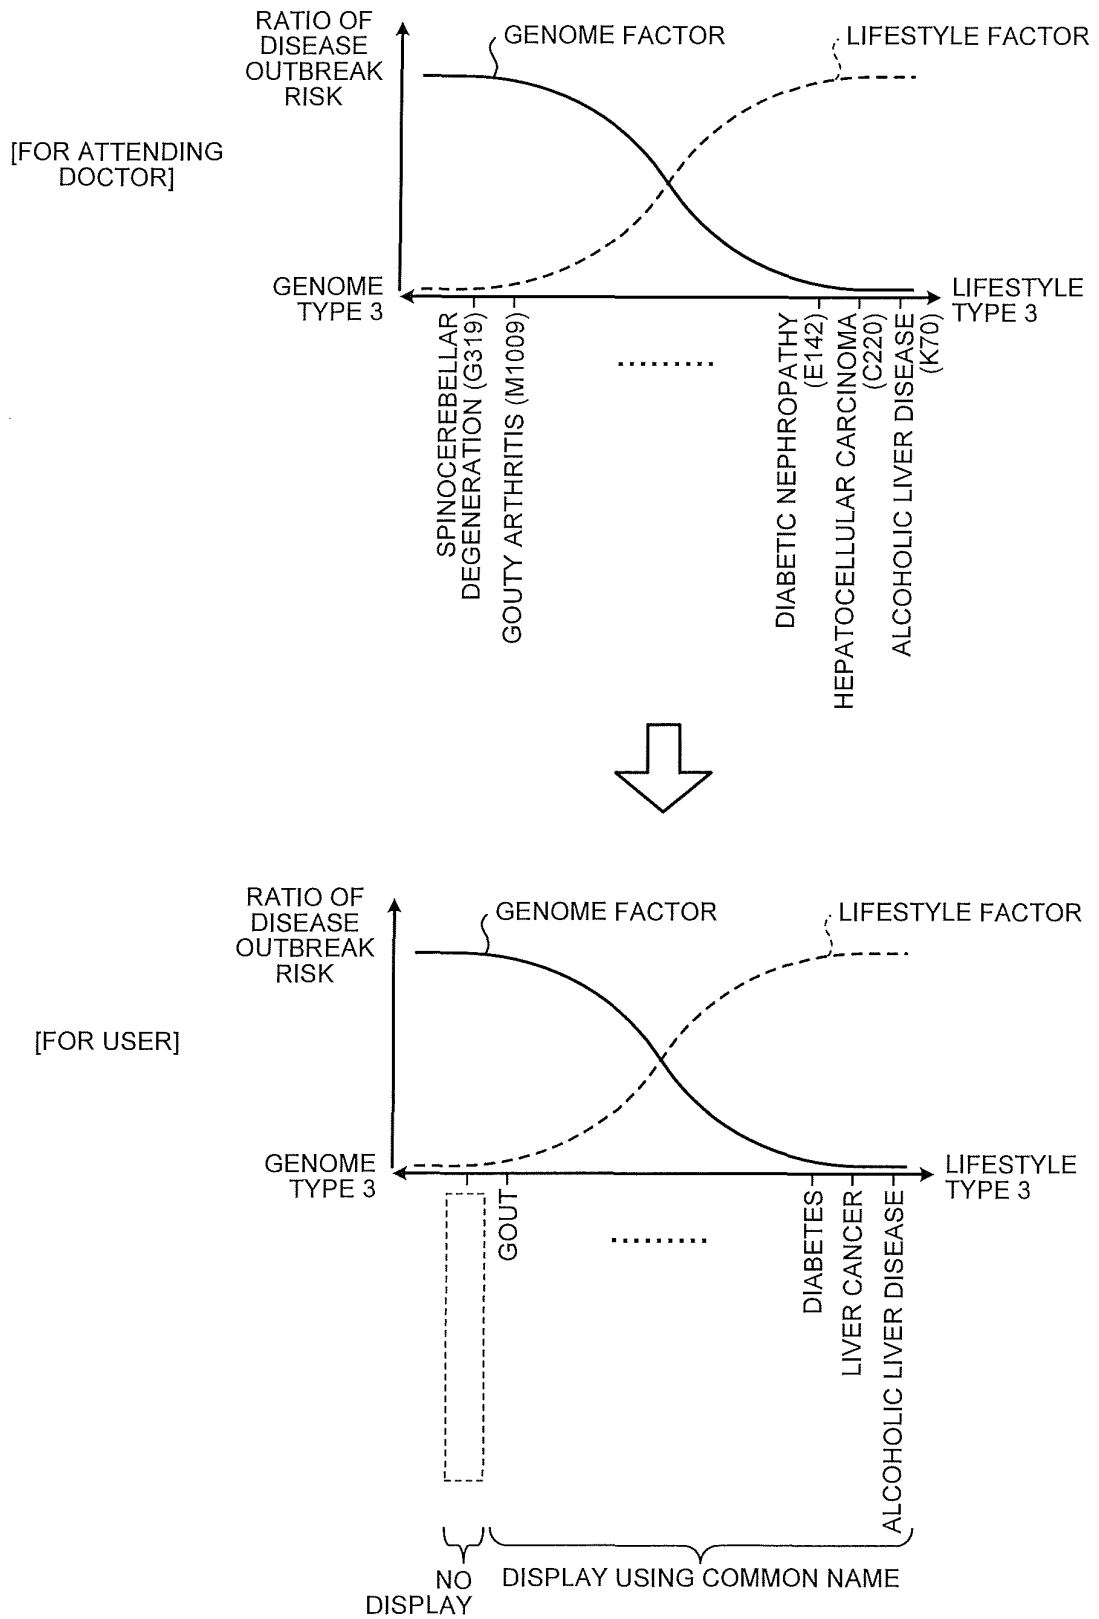 RATIO OF
DISEASE
OUTBREAK
RISK
GENOME FACTOR
LIFESTYLE FACTOR
[FOR ATTENDING
DOCTOR]
GENOME
TYPE 3
LIFESTYLE
TYPE 3
SPINOCEREBELLAR
DEGENERATION (G319)
GOUTY ARTHRITIS (M1009)
DIABETIC NEPHROPATHY
(E142)
HEPATOCELLULAR CARCINOMA
(C220)
ALCOHOLIC LIVER DISEASE
(K70)
RATIO OF
DISEASE
OUTBREAK
RISK
GENOME FACTOR
LIFESTYLE FACTOR
[FOR USER]
GENOME
TYPE 3
LIFESTYLE
TYPE 3
GOUT
DIABETES
LIVER CANCER
ALCOHOLIC LIVER DISEASE
NO
DISPLAY
DISPLAY USING COMMON NAME